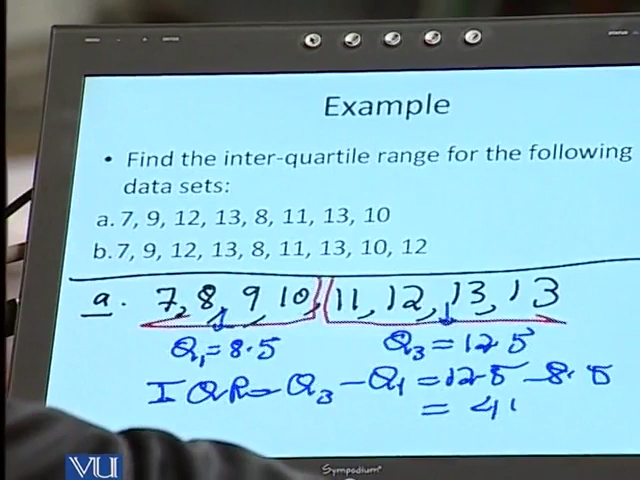 Example
• Find the inter-quartile range for the following
data sets:
a. 7, 9, 12, 13, 8, 11, 13, 10
b. 7, 9, 12, 13, 8, 11, 13, 10, 12
a. 7, 8, 9 10, 11, 12, 13, 13
Q₁ = 8.5 Q₃ = 12.5
IQR = Q₃ - Q₁ = 12.5 - 8.5
= 4
VU
Sympodium